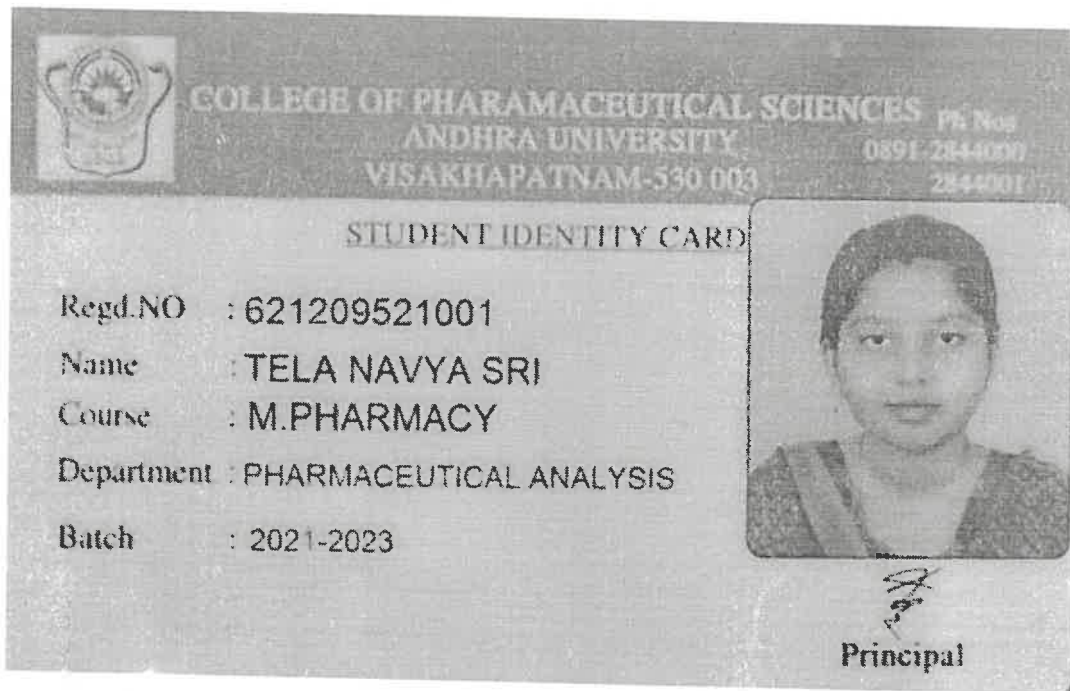 COLLEGE OF PHARAMACEUTICAL SCIENCES
ANDHRA UNIVERSITY
VISAKHAPATNAM-530 003
Ph Nos
0891-2844000
2844001
STUDENT IDENTITY CARD
Regd.NO : 621209521001
Name : TELA NAVYA SRI
Course : M.PHARMACY
Department : PHARMACEUTICAL ANALYSIS
Batch : 2021-2023
Principal